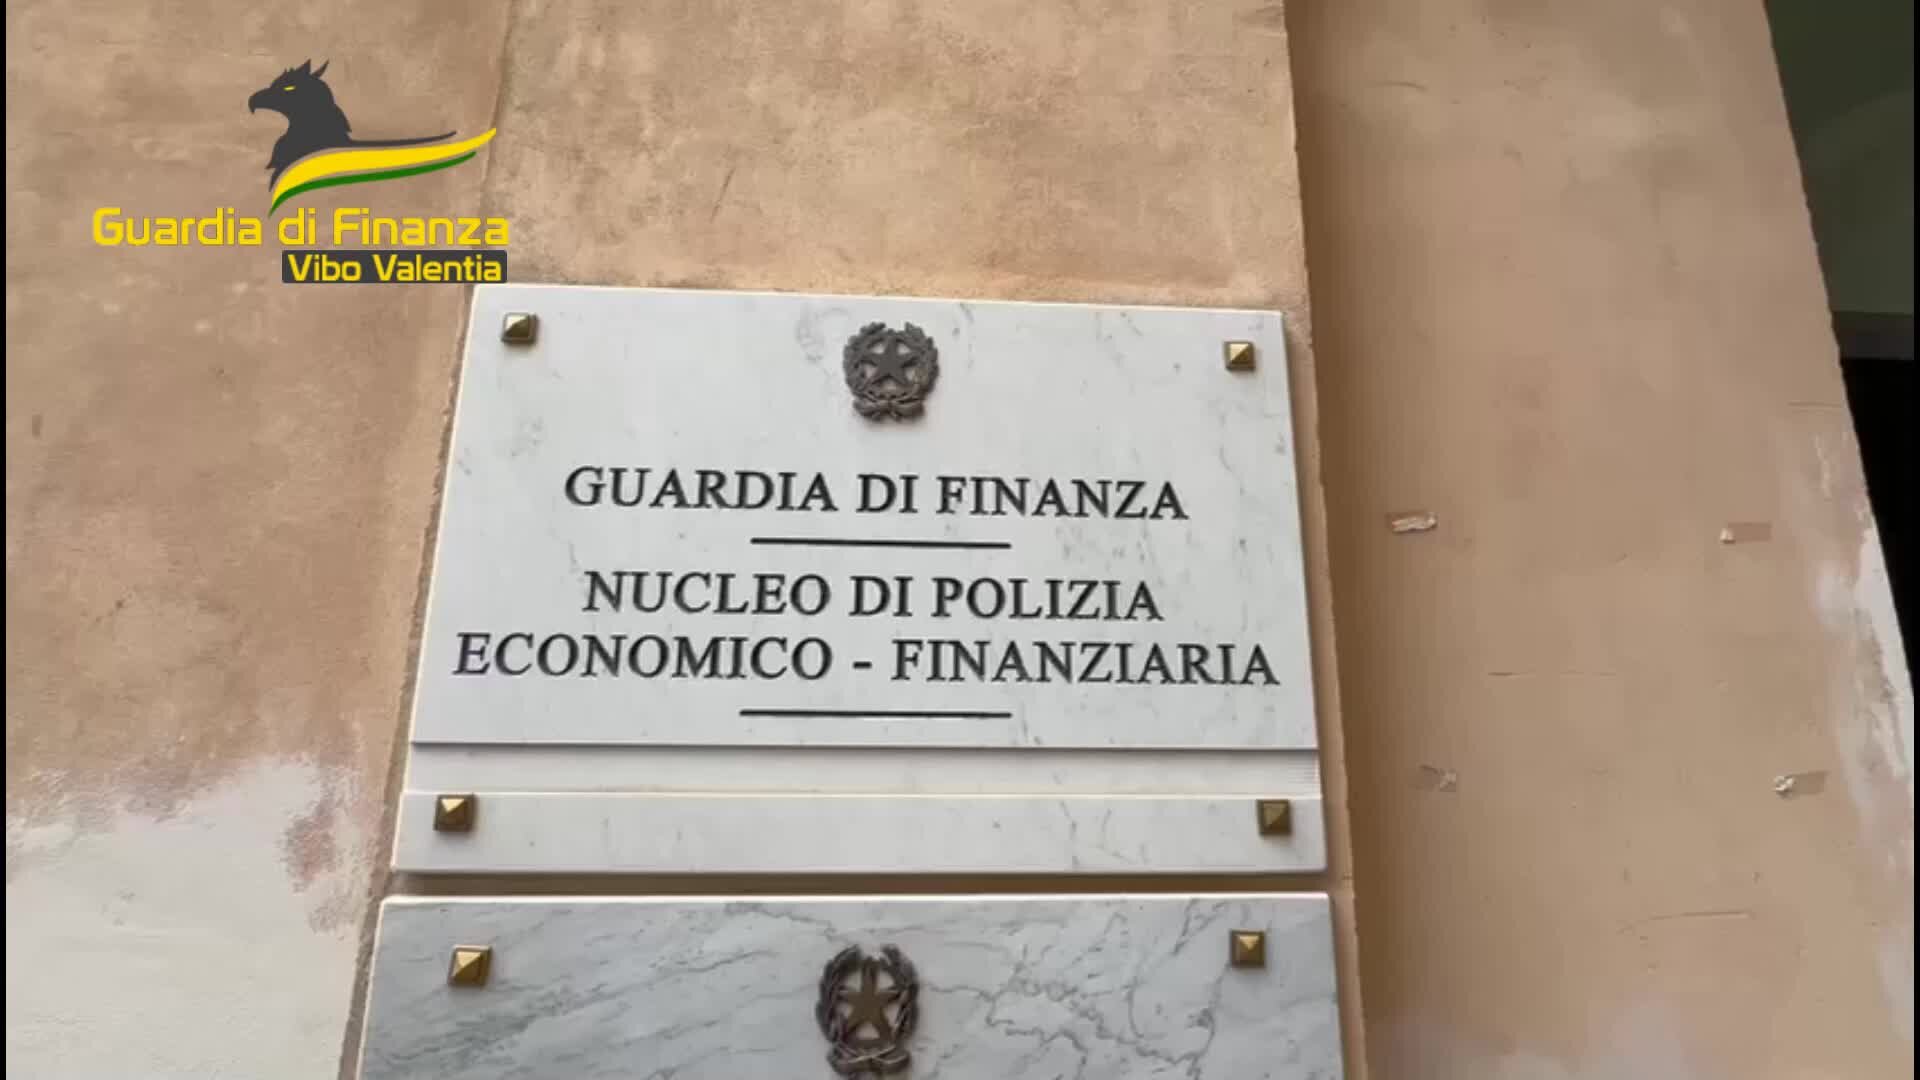 Guardia di Finanza
Vibo Valentia
GUARDIA DI FINANZA
NUCLEO DI POLIZIA
ECONOMICO - FINANZIARIA